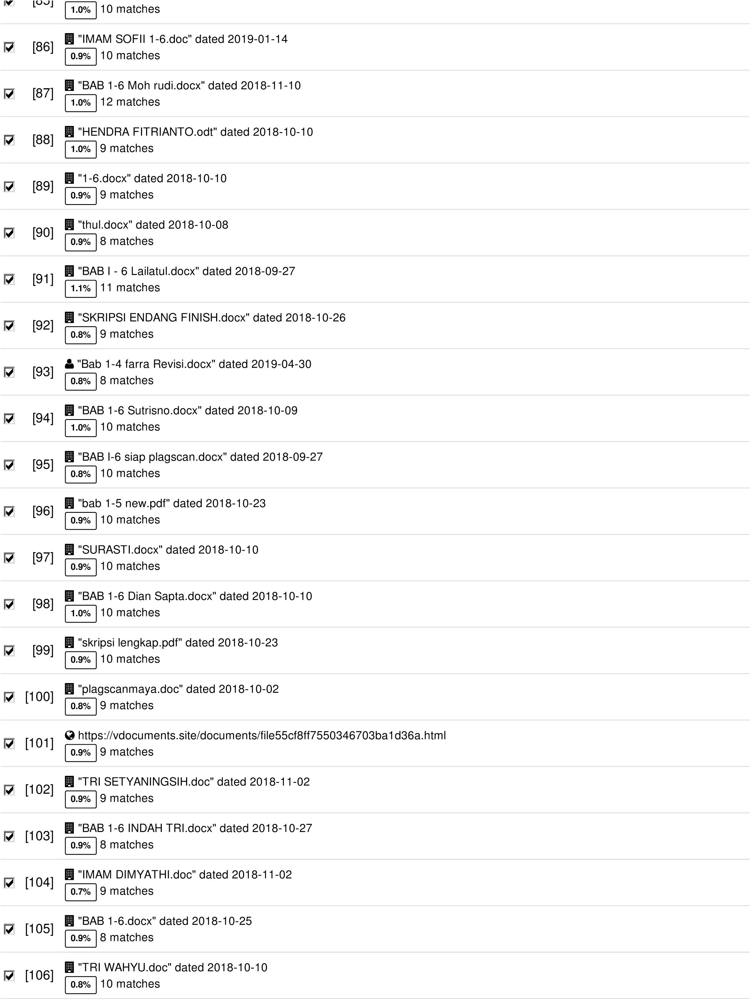 [85]
1.0% 10 matches
[86] "IMAM SOFII 1-6.doc" dated 2019-01-14
0.9% 10 matches
[87] "BAB 1-6 Moh rudi.docx" dated 2018-11-10
1.0% 12 matches
[88] "HENDRA FITRIANTO.odt" dated 2018-10-10
1.0% 9 matches
[89] "1-6.docx" dated 2018-10-10
0.9% 9 matches
[90] "thul.docx" dated 2018-10-08
0.9% 8 matches
[91] "BAB I - 6 Lailatul.docx" dated 2018-09-27
1.1% 11 matches
[92] "SKRIPSI ENDANG FINISH.docx" dated 2018-10-26
0.8% 9 matches
[93] "Bab 1-4 farra Revisi.docx" dated 2019-04-30
0.8% 8 matches
[94] "BAB 1-6 Sutrisno.docx" dated 2018-10-09
1.0% 10 matches
[95] "BAB I-6 siap plagscan.docx" dated 2018-09-27
0.8% 10 matches
[96] "bab 1-5 new.pdf" dated 2018-10-23
0.9% 10 matches
[97] "SURASTI.docx" dated 2018-10-10
0.9% 10 matches
[98] "BAB 1-6 Dian Sapta.docx" dated 2018-10-10
1.0% 10 matches
[99] "skripsi lengkap.pdf" dated 2018-10-23
0.9% 10 matches
[100] "plagscanmaya.doc" dated 2018-10-02
0.8% 9 matches
[101] https://vdocuments.site/documents/file55cf8ff7550346703ba1d36a.html
0.9% 9 matches
[102] "TRI SETYANINGSIH.doc" dated 2018-11-02
0.9% 9 matches
[103] "BAB 1-6 INDAH TRI.docx" dated 2018-10-27
0.9% 8 matches
[104] "IMAM DIMYATHI.doc" dated 2018-11-02
0.7% 9 matches
[105] "BAB 1-6.docx" dated 2018-10-25
0.9% 8 matches
[106] "TRI WAHYU.doc" dated 2018-10-10
0.8% 10 matches